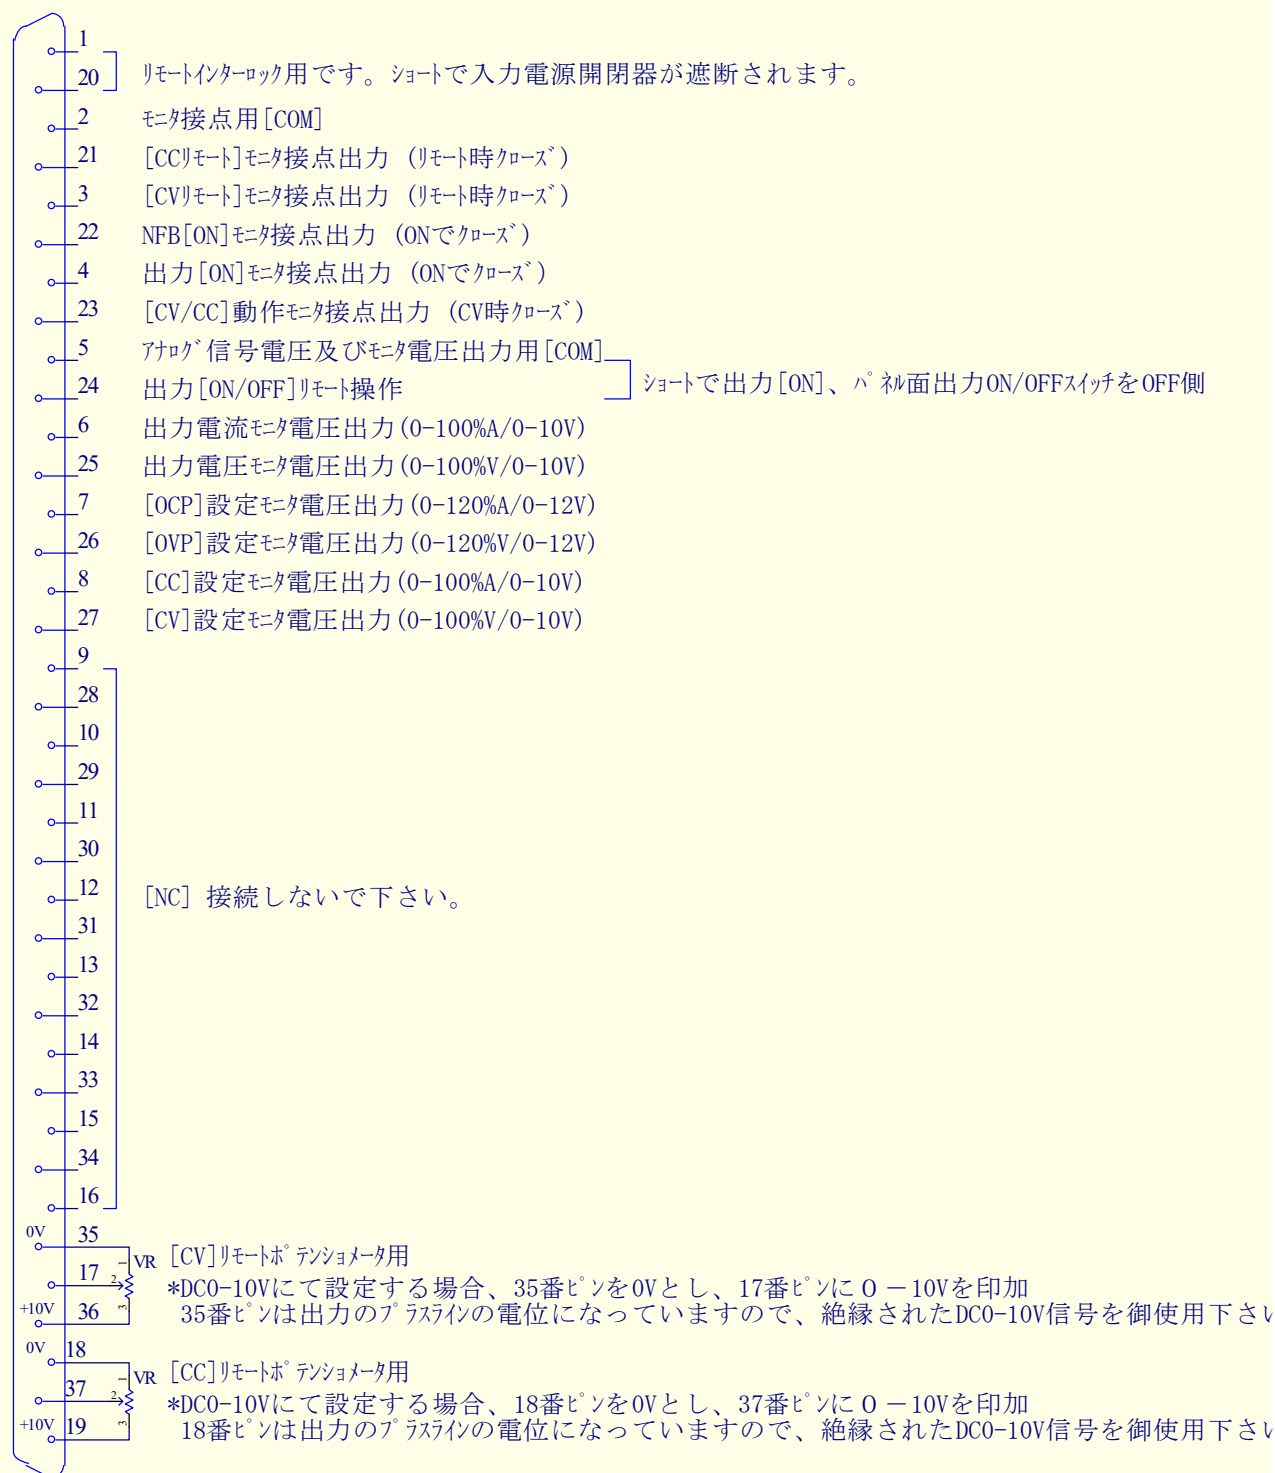 1
20 ﾘﾓｰﾄｲﾝﾀｰﾛｯｸ用です。ｼｮｰﾄで入力電源開閉器が遮断されます。
2 ﾓﾆﾀ接点用[COM]
21 [CCﾘﾓｰﾄ]ﾓﾆﾀ接点出力 (ﾘﾓｰﾄ時ｸﾛｰｽﾞ)
3 [CVﾘﾓｰﾄ]ﾓﾆﾀ接点出力 (ﾘﾓｰﾄ時ｸﾛｰｽﾞ)
22 NFB[ON]ﾓﾆﾀ接点出力 (ONでｸﾛｰｽﾞ)
4 出力[ON]ﾓﾆﾀ接点出力 (ONでｸﾛｰｽﾞ)
23 [CV/CC]動作ﾓﾆﾀ接点出力 (CV時ｸﾛｰｽﾞ)
5 ｱﾅﾛｸﾞ信号電圧及びﾓﾆﾀ電圧出力用[COM]
24 出力[ON/OFF]ﾘﾓｰﾄ操作 ｼｮｰﾄで出力[ON]、ﾊﾟﾈﾙ面出力ON/OFFｽｲｯﾁをOFF側
6 出力電流ﾓﾆﾀ電圧出力(0-100%A/0-10V)
25 出力電圧ﾓﾆﾀ電圧出力(0-100%V/0-10V)
7 [OCP]設定ﾓﾆﾀ電圧出力(0-120%A/0-12V)
26 [OVP]設定ﾓﾆﾀ電圧出力(0-120%V/0-12V)
8 [CC]設定ﾓﾆﾀ電圧出力(0-100%A/0-10V)
27 [CV]設定ﾓﾆﾀ電圧出力(0-100%V/0-10V)
9
28
10
29
11
30
12 [NC] 接続しないで下さい。
31
13
32
14
33
15
34
16
0V 35
1 VR [CV]ﾘﾓｰﾄﾎﾟﾃﾝｼｮﾒｰﾀ用
17 2 *DC0-10Vにて設定する場合、35番ﾋﾟﾝを0Vとし、17番ﾋﾟﾝに０－10Vを印加
+10V 36 3 35番ﾋﾟﾝは出力のﾌﾟﾗｽﾗｲﾝの電位になっていますので、絶縁されたDC0-10V信号を御使用下さい
0V 18
1 VR [CC]ﾘﾓｰﾄﾎﾟﾃﾝｼｮﾒｰﾀ用
37 2 *DC0-10Vにて設定する場合、18番ﾋﾟﾝを0Vとし、37番ﾋﾟﾝに０－10Vを印加
+10V 19 3 18番ﾋﾟﾝは出力のﾌﾟﾗｽﾗｲﾝの電位になっていますので、絶縁されたDC0-10V信号を御使用下さい